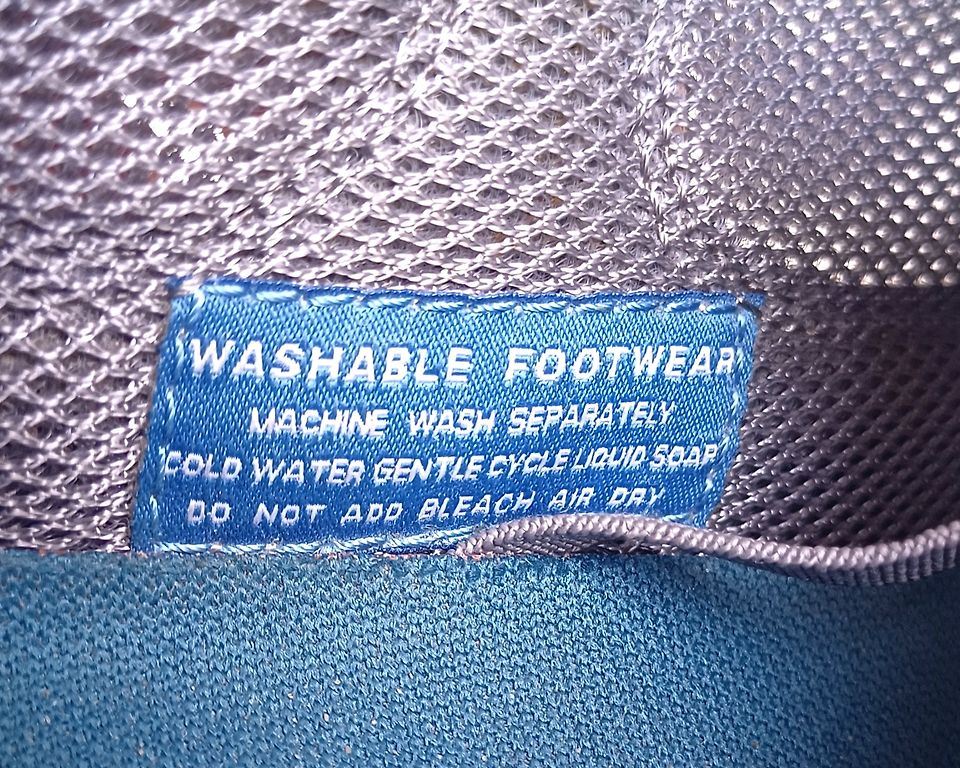 WASHABLE FOOTWEAR
MACHINE WASH SEPARATELY
COLD WATER GENTLE CYCLE LIQUID SOAP
DO NOT ADD BLEACH AIR DRY